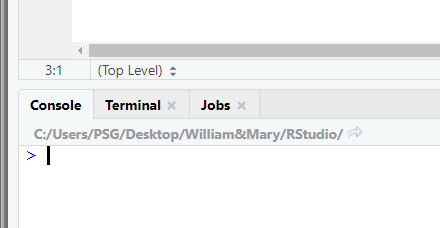 3:1 (Top Level)
Console Terminal Jobs
C:/Users/PSG/Desktop/William&Mary/RStudio/
>